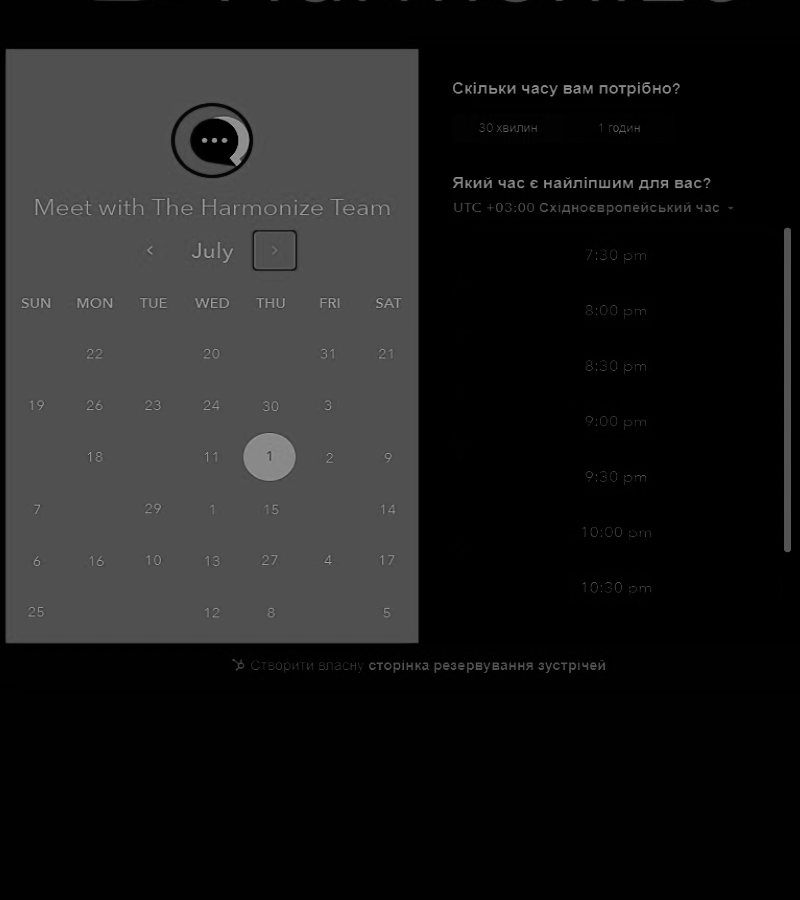 Meet with The Harmonize Team
July
SUN MON TUE WED THU FRI SAT
22 20 31 21
19 26 23 24 30 3
18 11 1 2 9
7 29 1 15 14
6 16 10 13 27 4 17
25 12 8 5
Скільки часу вам потрібно?
30 хвилин 1 годин
Який час є найліпшим для вас?
UTC +03:00 Східноєвропейський час
7:30 pm
8:00 pm
8:30 pm
9:00 pm
9:30 pm
10:00 pm
10:30 pm
Створити власну сторінка резервування зустрічей